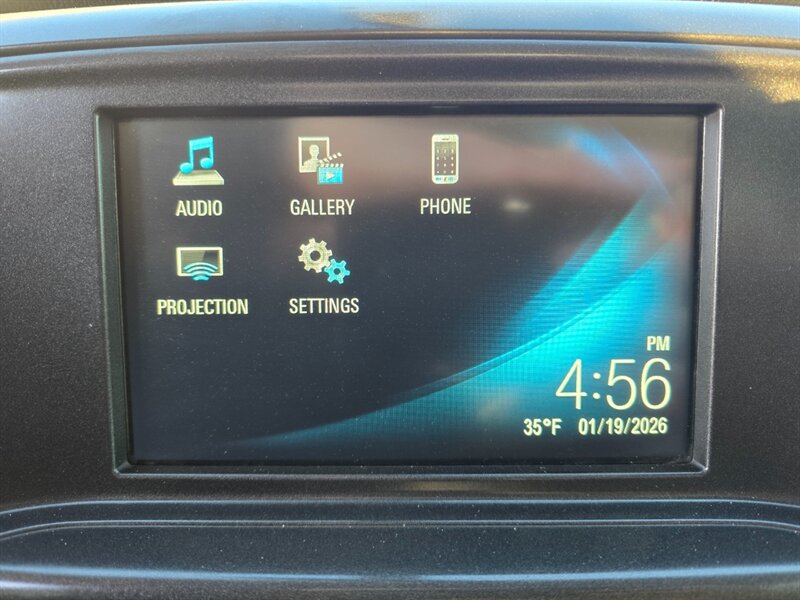 AUDIO GALLERY PHONE
PROJECTION SETTINGS
PM
4:56
35°F 01/19/2026